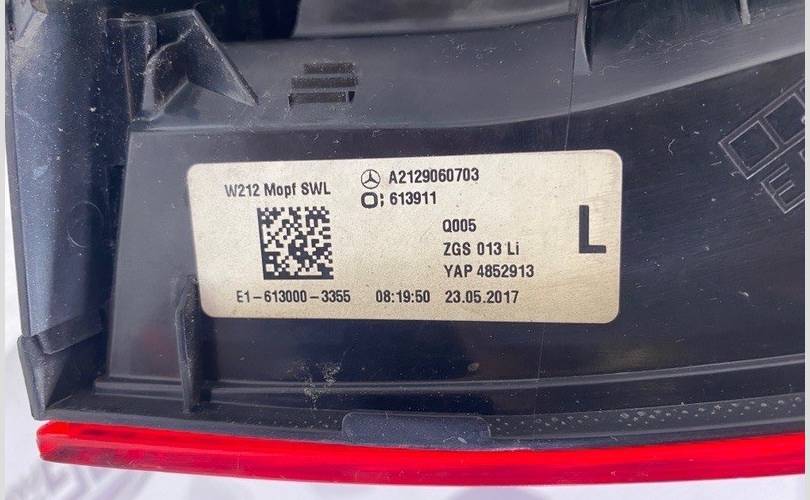 W212 Mopf SWL
A2129060703
O; 613911
Q005
ZGS 013 Li
YAP 4852913
L
E1-613000-3355 08:19:50 23.05.2017